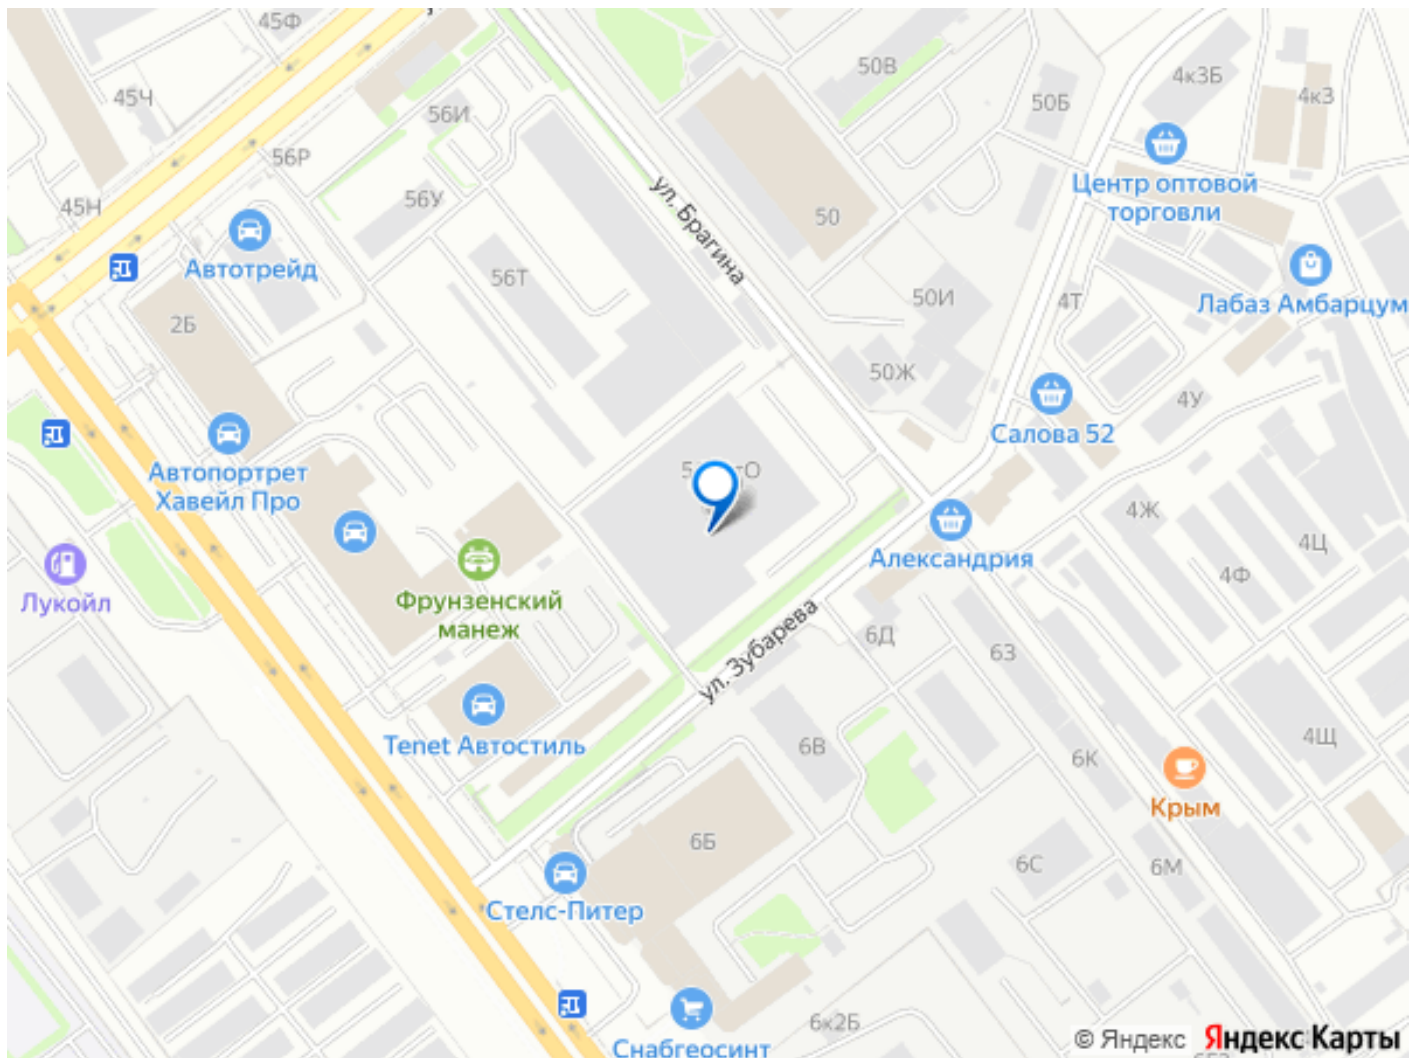 45Ф
45Ч
56И
56Р
45Н
56У
50В
50Б
4к3Б
4к3
Центр оптовой
торговли
ул. Брагина
50
Автотрейд
2Б
56Т
50И
4Т
Лабаз Амбарцум
50Ж
Салова 52
4У
Автопортрет
Хавейл Про
Александрия
4Ж
4Ц
4Ф
Лукойл
Фрунзенский
манеж
ул. Зубарева
6Д
6З
Tenet Автостиль
6В
6К
4Щ
Крым
6Б
6С
6М
Стелс-Питер
6к2Б
Снабгеосинт
© Яндекс Яндекс Карты